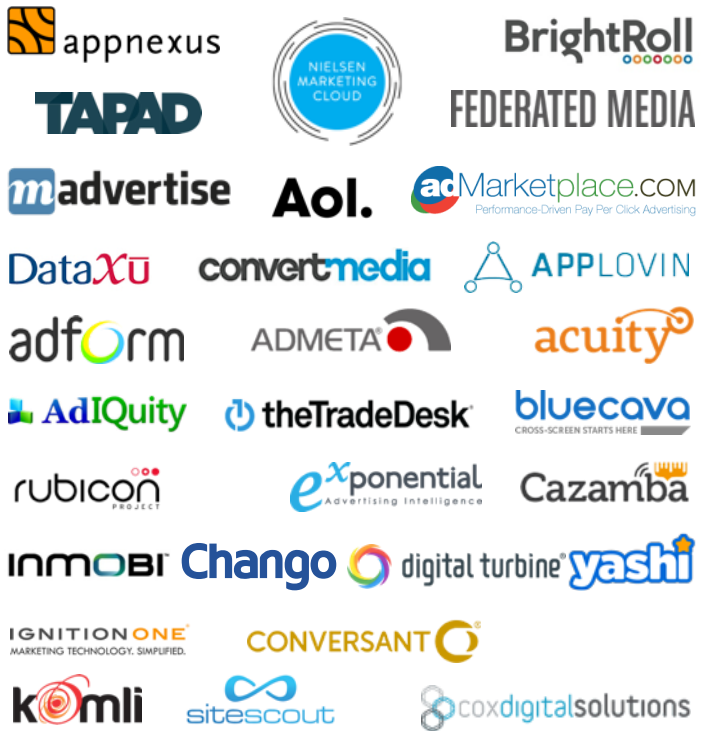 appnexus
NIELSEN
MARKETING
CLOUD
BrightRoll
TAPAD
FEDERATED MEDIA
madvertise
Aol.
adMarketplace.COM
Performance-Driven Pay Per Click Advertising
DataXū
convertmedia
APPLOVIN
adform
ADMETA®
acuity
AdIQuity
theTradeDesk®
bluecava
CROSS-SCREEN STARTS HERE
rubicon
PROJECT
exponential
Advertising Intelligence
Cazamba
INMOBI™
Chango
digital turbine®
yashi
IGNITIONONE®
MARKETING TECHNOLOGY. SIMPLIFIED.
CONVERSANT®
komli
sitescout
coxdigitalsolutions